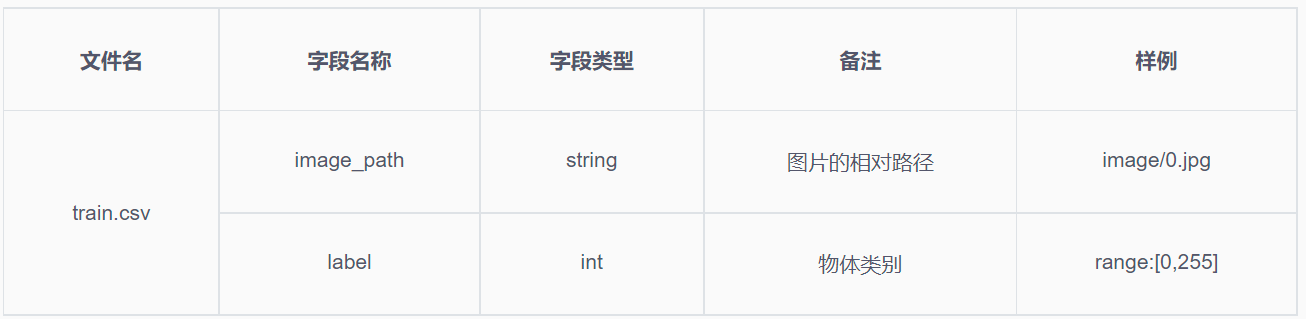 文件名 字段名称 字段类型 备注 样例
train.csv
image_path string 图片的相对路径 image/0.jpg
label int 物体类别 range:[0,255]